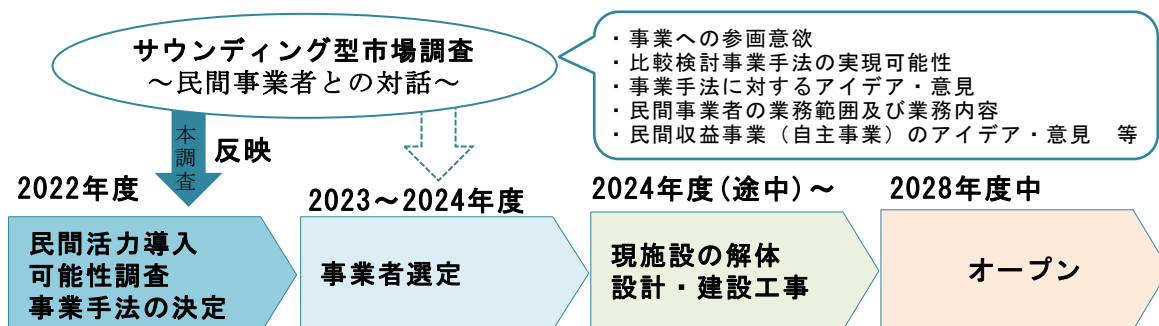 サウンディング型市場調査
～民間事業者との対話～
・事業への参画意欲
・比較検討事業手法の実現可能性
・事業手法に対するアイデア・意見
・民間事業者の業務範囲及び業務内容
・民間収益事業（自主事業）のアイデア・意見　等
本調査
反映
2022年度
2023～2024年度
2024年度(途中)～
2028年度中
民間活力導入
可能性調査
事業手法の決定
事業者選定
現施設の解体
設計・建設工事
オープン